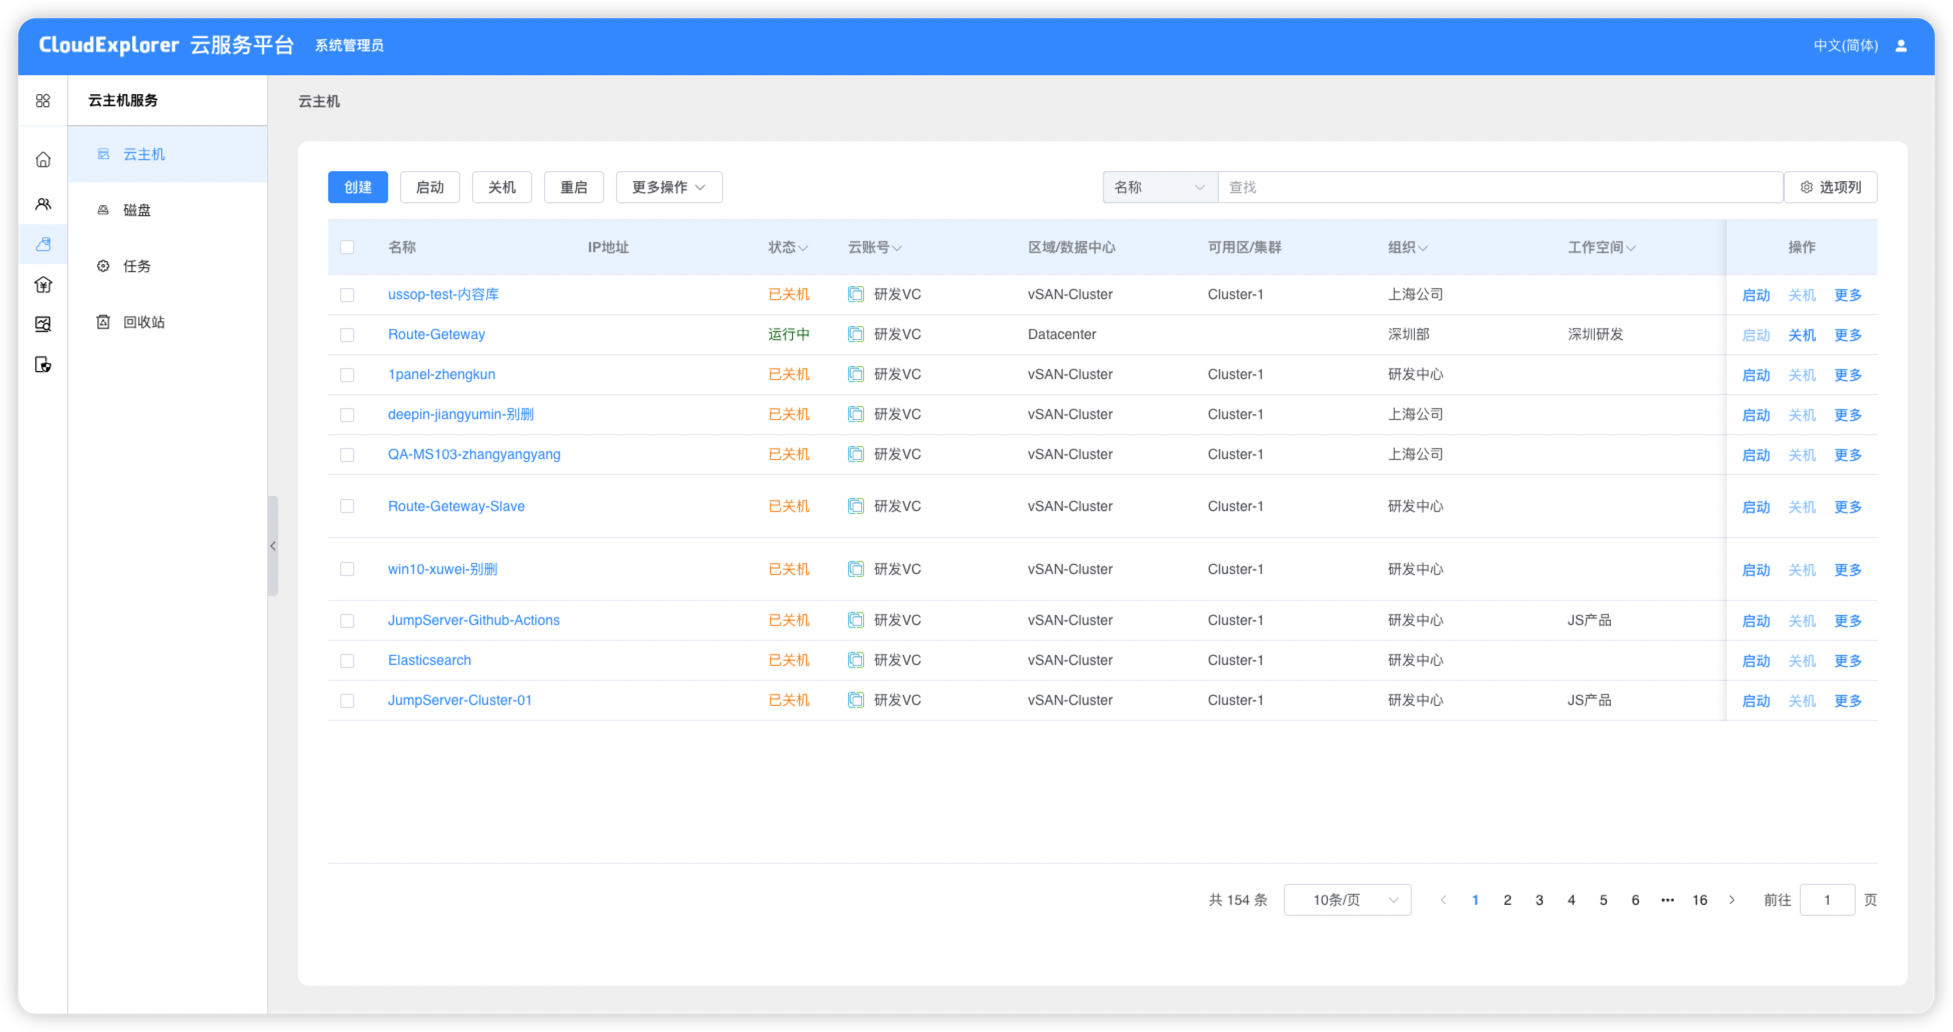 CloudExplorer 云服务平台 系统管理员 中文(简体)
云主机服务
云主机
磁盘
任务
回收站
云主机
创建 启动 关机 重启 更多操作 名称 查找 选项列
名称 IP地址 状态 云账号 区域/数据中心 可用区/集群 组织 工作空间 操作
ussop-test-内容库 已关机 研发VC vSAN-Cluster Cluster-1 上海公司 启动 关机 更多
Route-Geteway 运行中 研发VC Datacenter 深圳部 深圳研发 启动 关机 更多
1panel-zhengkun 已关机 研发VC vSAN-Cluster Cluster-1 研发中心 启动 关机 更多
deepin-jiangyumin-别删 已关机 研发VC vSAN-Cluster Cluster-1 上海公司 启动 关机 更多
QA-MS103-zhangyangyang 已关机 研发VC vSAN-Cluster Cluster-1 上海公司 启动 关机 更多
Route-Geteway-Slave 已关机 研发VC vSAN-Cluster Cluster-1 研发中心 启动 关机 更多
win10-xuwei-别删 已关机 研发VC vSAN-Cluster Cluster-1 研发中心 启动 关机 更多
JumpServer-Github-Actions 已关机 研发VC vSAN-Cluster Cluster-1 研发中心 JS产品 启动 关机 更多
Elasticsearch 已关机 研发VC vSAN-Cluster Cluster-1 研发中心 启动 关机 更多
JumpServer-Cluster-01 已关机 研发VC vSAN-Cluster Cluster-1 研发中心 JS产品 启动 关机 更多
共 154 条 10条/页 1 2 3 4 5 6 ••• 16 前往 1 页